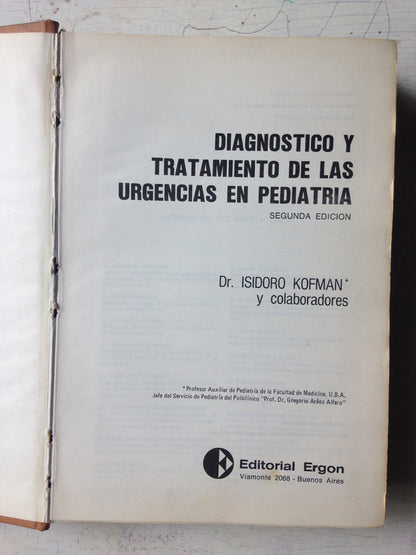 DIAGNOSTICO Y
TRATAMIENTO DE LAS
URGENCIAS EN PEDIATRIA
SEGUNDA EDICION
Dr. ISIDORO KOFMAN*
y colaboradores
* Profesor Auxiliar de Pediatría de la Facultad de Medicina, U.B.A.
Jefe del Servicio de Pediatría del Policlínico "Prof. Dr. Gregorio Aráoz Alfaro"
Editorial Ergon
Viamonte 2068 - Buenos Aires